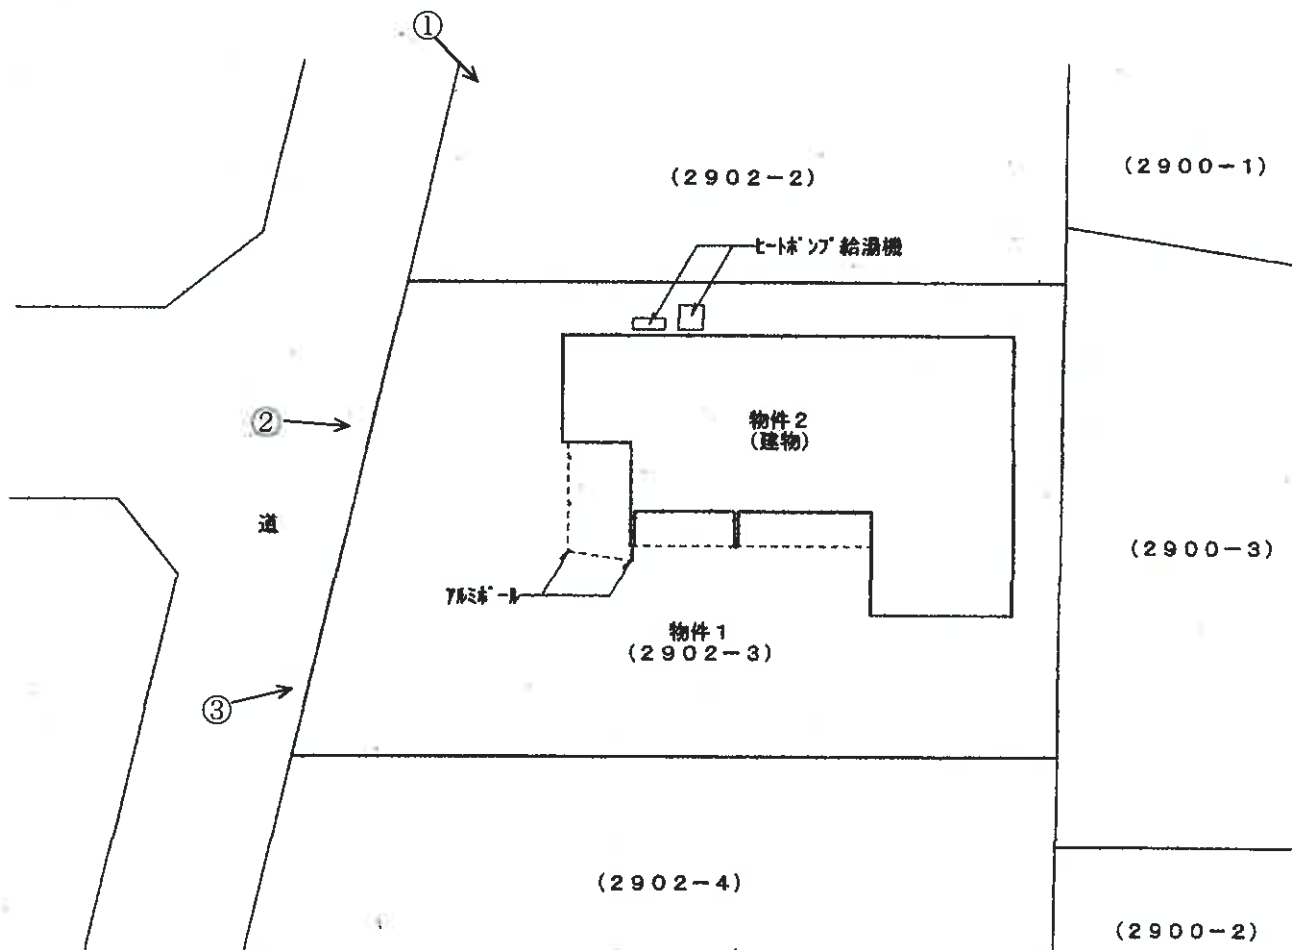 ①
(2900-1)
(2902-2)
ヒートポンプ給湯機
②
物件2
(建物)
道
(2900-3)
アルミポール
物件1
(2902-3)
③
(2902-4)
(2900-2)